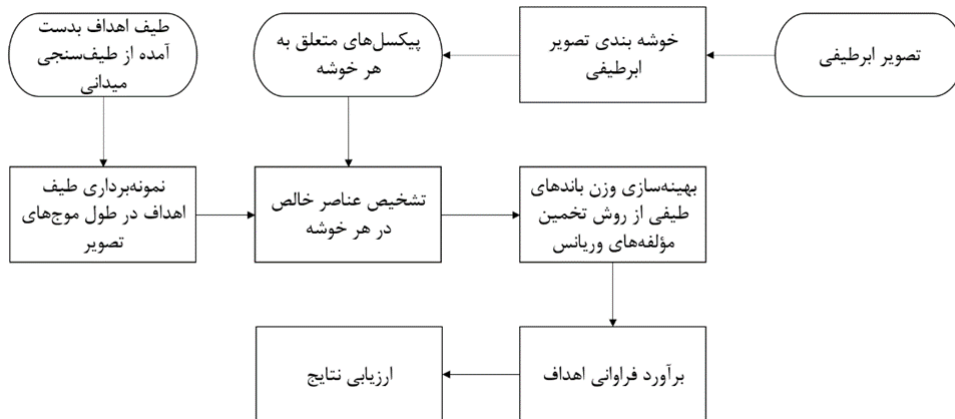 تصویر ابرطیفی
خوشه بندی تصویر
ابرطیفی
پیکسل‌های متعلق به
هر خوشه
طیف اهداف بدست
آمده از طیف‌سنجی
میدانی
نمونه‌برداری طیف
اهداف در طول موج‌های
تصویر
تشخیص عناصر خالص
در هر خوشه
بهینه‌سازی وزن باندهای
طیفی از روش تخمین
مؤلفه‌های وریانس
برآورد فراوانی اهداف
ارزیابی نتایج